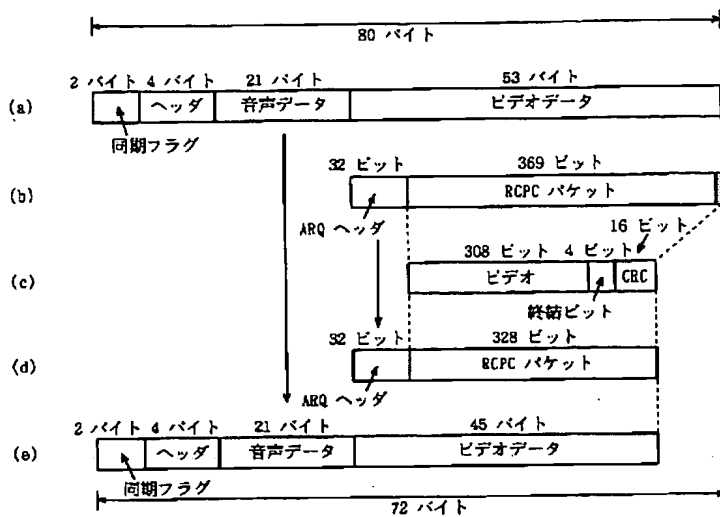 80 バイト
2 バイト 4 バイト 21 バイト 53 バイト
(a) ヘッダ 音声データ ビデオデータ
同期フラグ
32 ビット 369 ビット
(b) RCPC パケット
ARQ ヘッダ
16 ビット
308 ビット 4 ビット
(c) ビデオ CRC
終結ビット
32 ビット 328 ビット
(d) RCPC パケット
ARQ ヘッダ
2 バイト 4 バイト 21 バイト 45 バイト
(e) ヘッダ 音声データ ビデオデータ
同期フラグ
72 バイト